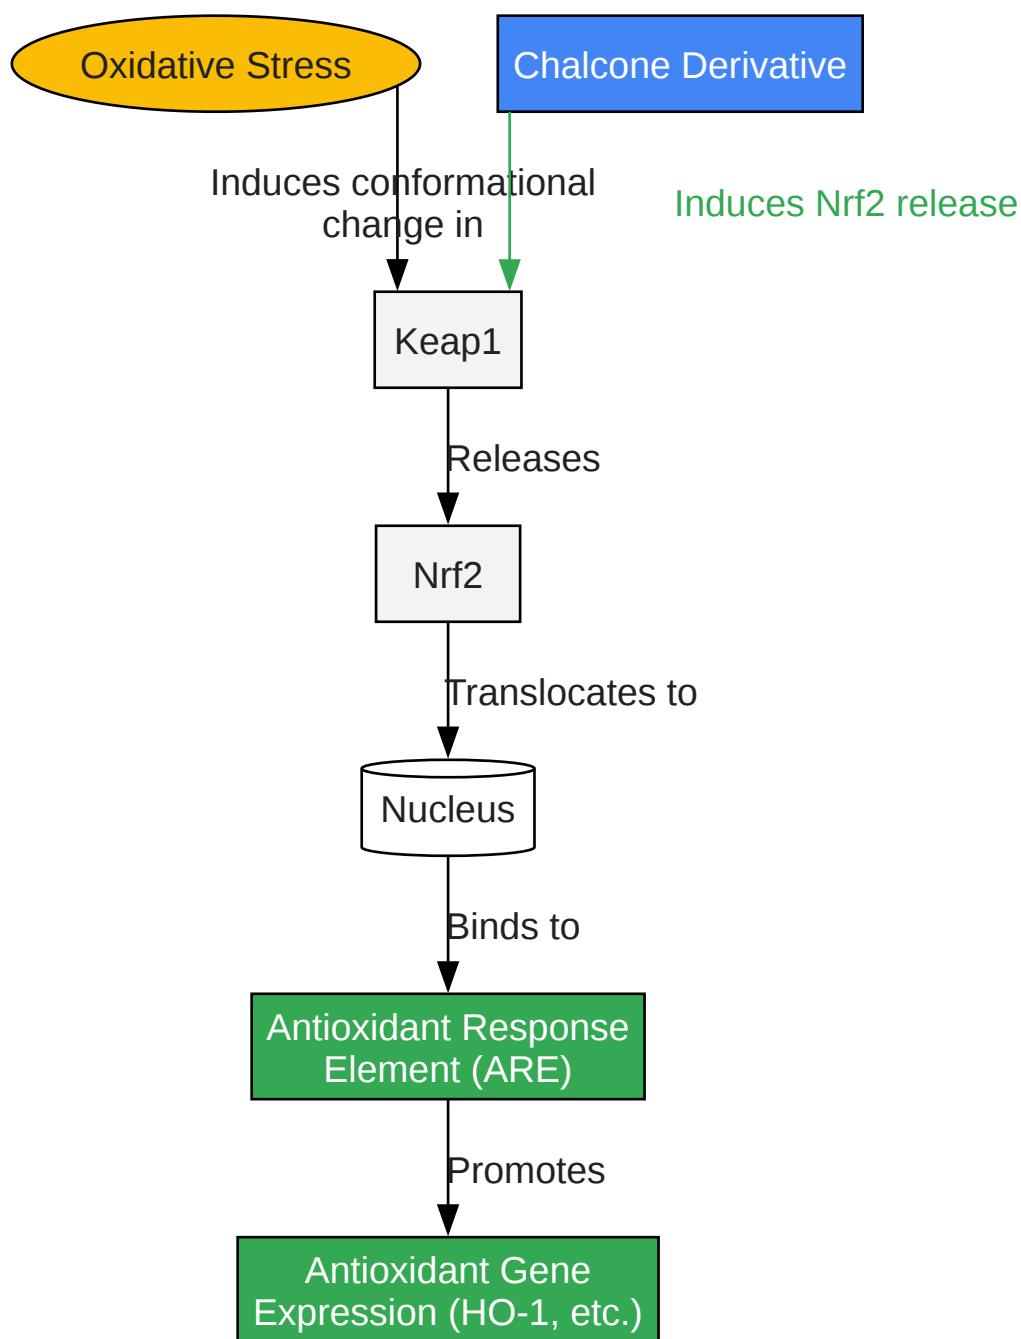 Oxidative Stress
Chalcone Derivative
Induces conformational
change in
Induces Nrf2 release
Keap1
Releases
Nrf2
Translocates to
Nucleus
Binds to
Antioxidant Response
Element (ARE)
Promotes
Antioxidant Gene
Expression (HO-1, etc.)